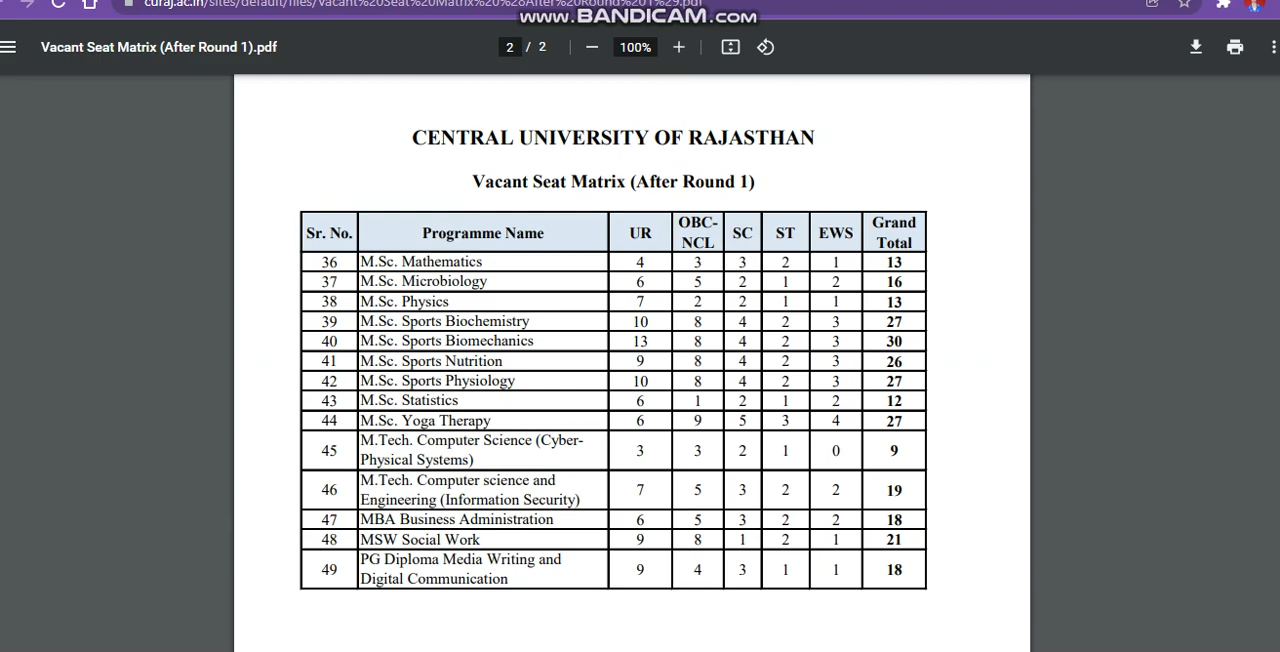 curaj.ac.in/sites/default/files/Vacant%20Seat%20Matrix%20%28After%20Round%201%29.pdf
www.BANDICAM.com
Vacant Seat Matrix (After Round 1).pdf
2 / 2
100%
CENTRAL UNIVERSITY OF RAJASTHAN
Vacant Seat Matrix (After Round 1)
Sr. No. Programme Name UR OBC-NCL SC ST EWS Grand Total
36 M.Sc. Mathematics 4 3 3 2 1 13
37 M.Sc. Microbiology 6 5 2 1 2 16
38 M.Sc. Physics 7 2 2 1 1 13
39 M.Sc. Sports Biochemistry 10 8 4 2 3 27
40 M.Sc. Sports Biomechanics 13 8 4 2 3 30
41 M.Sc. Sports Nutrition 9 8 4 2 3 26
42 M.Sc. Sports Physiology 10 8 4 2 3 27
43 M.Sc. Statistics 6 1 2 1 2 12
44 M.Sc. Yoga Therapy 6 9 5 3 4 27
45 M.Tech. Computer Science (Cyber-
Physical Systems) 3 3 2 1 0 9
46 M.Tech. Computer science and
Engineering (Information Security) 7 5 3 2 2 19
47 MBA Business Administration 6 5 3 2 2 18
48 MSW Social Work 9 8 1 2 1 21
49 PG Diploma Media Writing and
Digital Communication 9 4 3 1 1 18